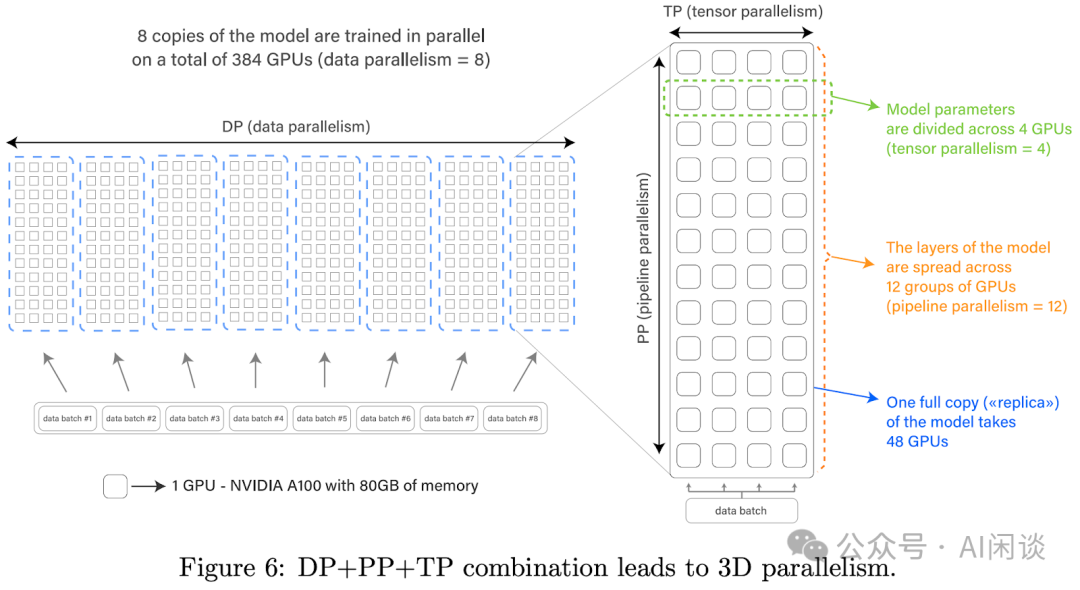 8 copies of the model are trained in parallel
on a total of 384 GPUs (data parallelism = 8)
DP (data parallelism)
data batch #1
data batch #2
data batch #3
data batch #4
data batch #5
data batch #6
data batch #7
data batch #8
1 GPU - NVIDIA A100 with 80GB of memory
TP (tensor parallelism)
PP (pipeline parallelism)
Model parameters
are divided across 4 GPUs
(tensor parallelism = 4)
The layers of the model
are spread across
12 groups of GPUs
(pipeline parallelism = 12)
One full copy («replica»)
of the model takes
48 GPUs
data batch
公众号 · AI闲谈
Figure 6: DP+PP+TP combination leads to 3D parallelism.